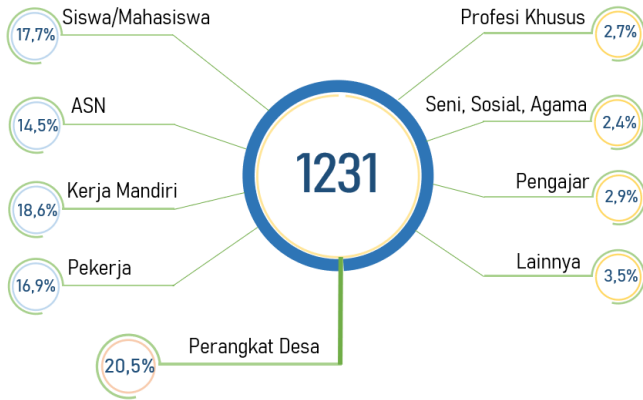 Siswa/Mahasiswa
17,7%
ASN
14,5%
Kerja Mandiri
18,6%
Pekerja
16,9%
Perangkat Desa
20,5%
1231
Profesi Khusus
2,7%
Seni, Sosial, Agama
2,4%
Pengajar
2,9%
Lainnya
3,5%